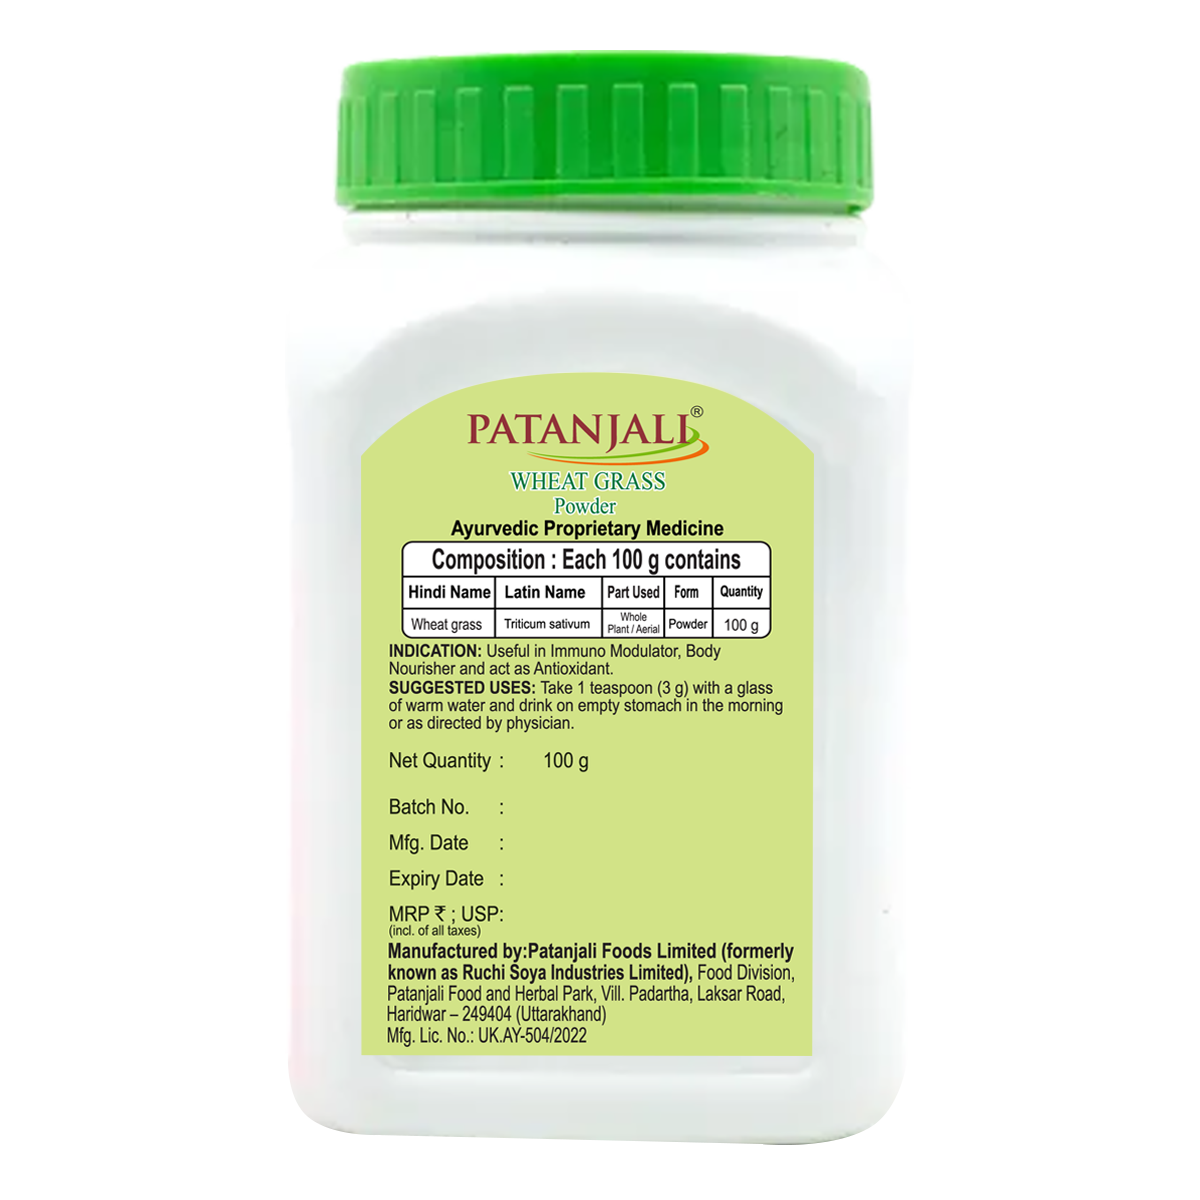 PATANJALI®
WHEAT GRASS
Powder
Ayurvedic Proprietary Medicine
Composition : Each 100 g contains
Hindi Name Latin Name Part Used Form Quantity
Wheat grass Triticum sativum Whole Plant / Aerial Powder 100 g
INDICATION: Useful in Immuno Modulator, Body
Nourisher and act as Antioxidant.
SUGGESTED USES: Take 1 teaspoon (3 g) with a glass
of warm water and drink on empty stomach in the morning
or as directed by physician.
Net Quantity : 100 g
Batch No. :
Mfg. Date :
Expiry Date :
MRP ₹ ; USP:
(incl. of all taxes)
Manufactured by:Patanjali Foods Limited (formerly
known as Ruchi Soya Industries Limited), Food Division,
Patanjali Food and Herbal Park, Vill. Padartha, Laksar Road,
Haridwar – 249404 (Uttarakhand)
Mfg. Lic. No.: UK.AY-504/2022